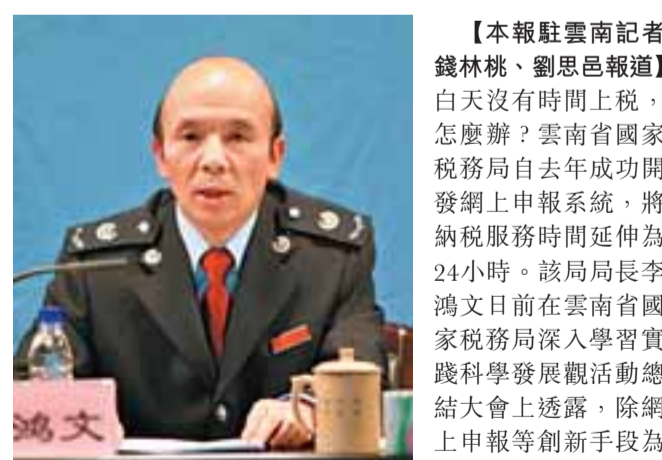 【本報駐雲南記者
錢林桃、劉思邑報道】
白天沒有時間上税，
怎麼辦？雲南省國家
税務局自去年成功開
發網上申報系統，將
納税服務時間延伸為
24小時。該局局長李
鴻文日前在雲南省國
家税務局深入學習實
踐科學發展觀活動總
結大會上透露，除網
上申報等創新手段為
鸿文